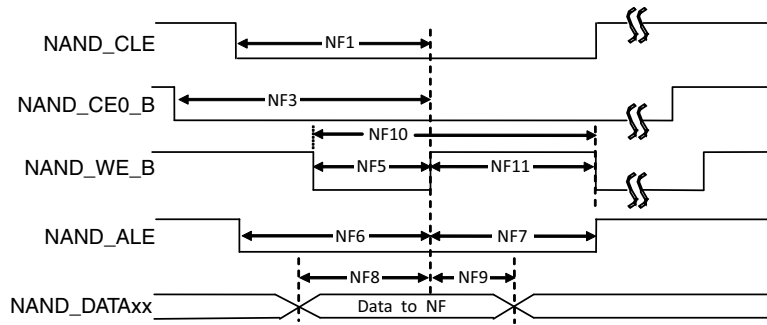 NAND_CLE
NF1
NAND_CE0_B
NF3
NF10
NAND_WE_B
NF5
NF11
NAND_ALE
NF6
NF7
NF8
NF9
NAND_DATAxx
Data to NF